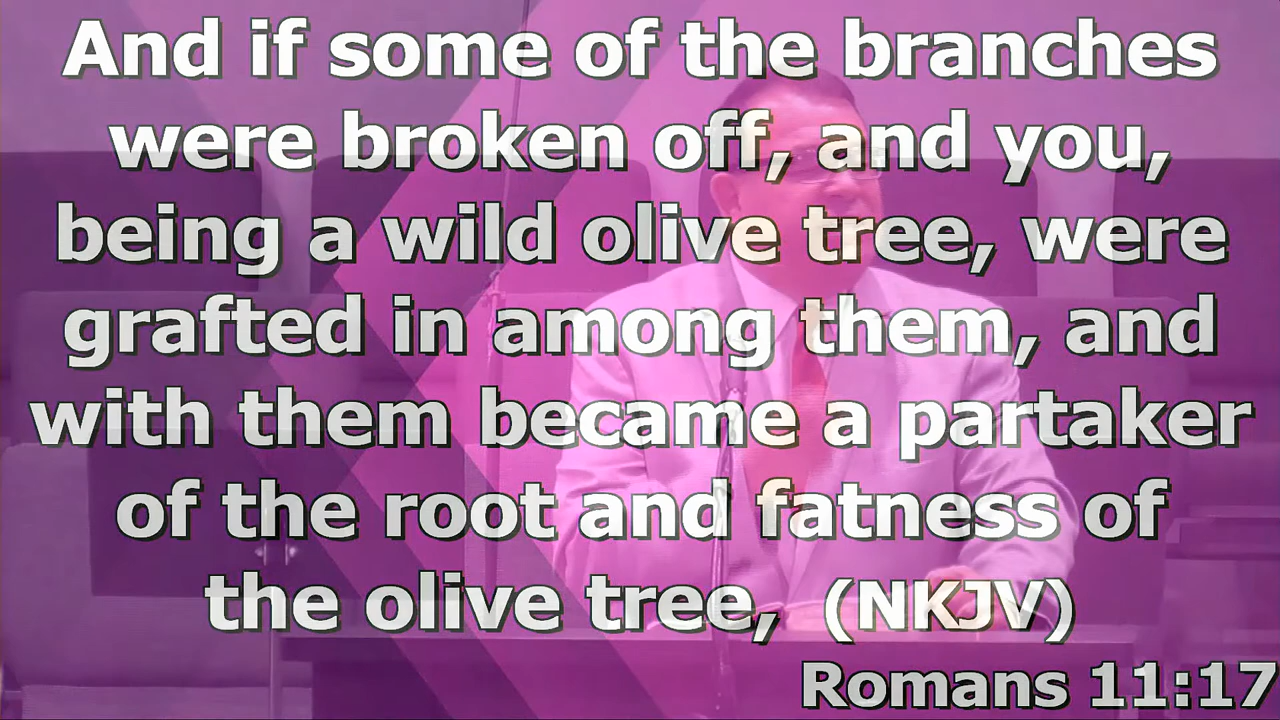 And if some of the branches
were broken off, and you,
being a wild olive tree, were
grafted in among them, and
with them became a partaker
of the root and fatness of
the olive tree, (NKJV)
Romans 11:17